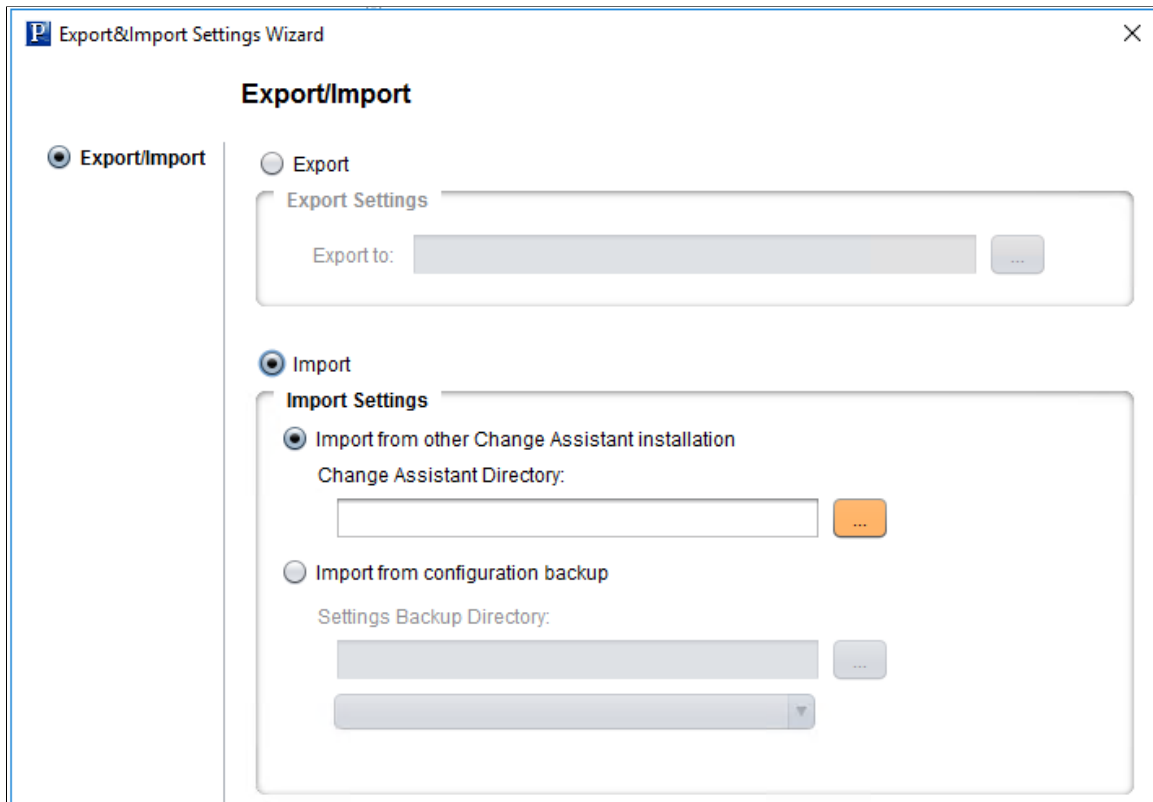 P Export&Import Settings Wizard
Export/Import
Export/Import
Export
Export Settings
Export to:
...
Import
Import Settings
Import from other Change Assistant installation
Change Assistant Directory:
...
Import from configuration backup
Settings Backup Directory:
...